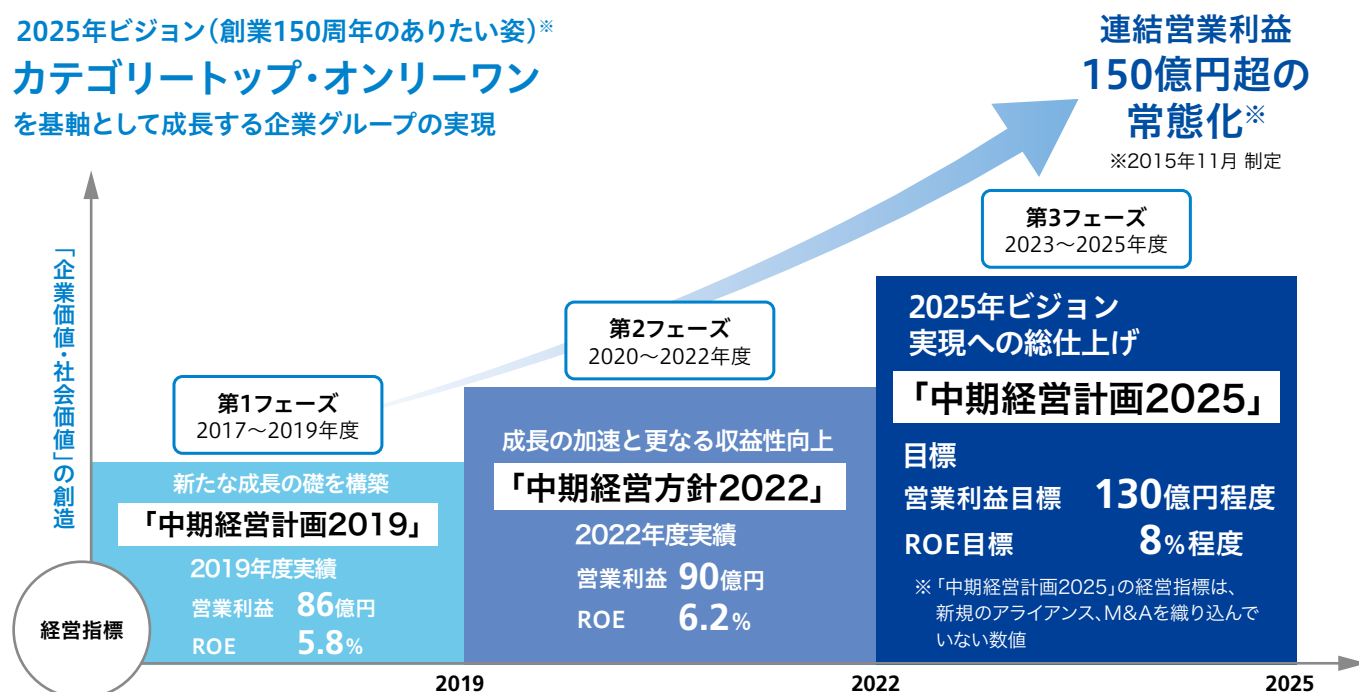 2025年ビジョン(創業150周年のありたい姿)※
カテゴリートップ・オンリーワン
を基軸として成長する企業グループの実現
連結営業利益
150億円超の
常態化※
※2015年11月 制定
「企業価値・社会価値」の創造
経営指標
第1フェーズ
2017～2019年度
新たな成長の礎を構築
「中期経営計画2019」
2019年度実績
営業利益 86億円
ROE 5.8%
第2フェーズ
2020～2022年度
成長の加速と更なる収益性向上
「中期経営方針2022」
2022年度実績
営業利益 90億円
ROE 6.2%
第3フェーズ
2023～2025年度
2025年ビジョン
実現への総仕上げ
「中期経営計画2025」
目標
営業利益目標 130億円程度
ROE目標 8%程度
※「中期経営計画2025」の経営指標は、
新規のアライアンス、M&Aを織り込んで
いない数値
2019
2022
2025